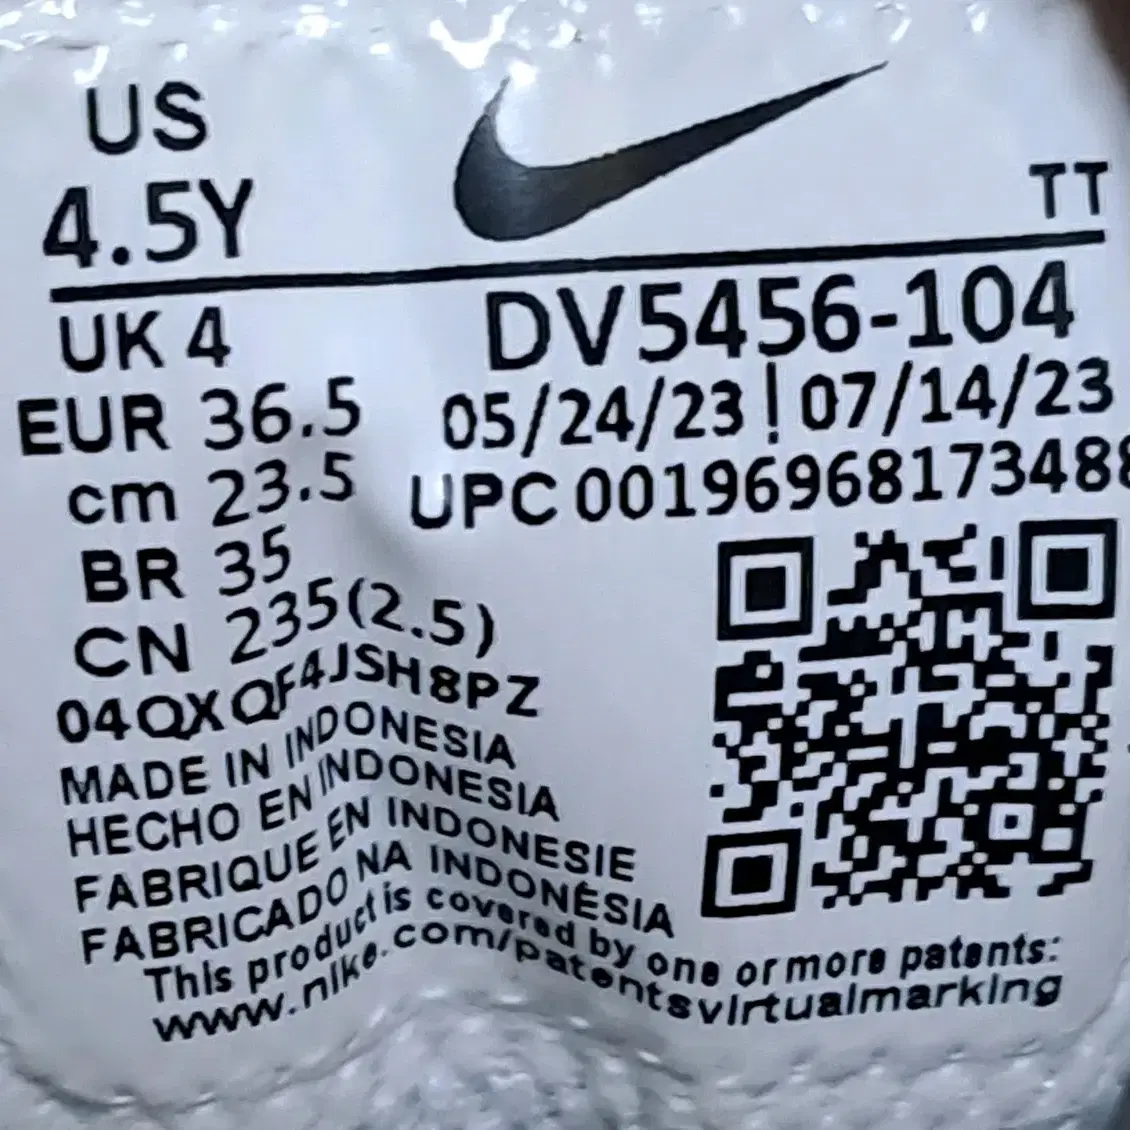 US
4.5Y
TT
UK 4
DV5456-104
EUR 36.5
05/24/23 | 07/14/23
cm 23.5
UPC 00196968173488
BR 35
CN 235(2.5)
04QXQF4JSH8PZ
MADE IN INDONESIA
HECHO EN INDONESIA
FABRIQUE EN INDONESIE
FABRICADO NA INDONÉSIA
This product is covered by one or more patents:
www.nike.com/patentsvirtualmarking